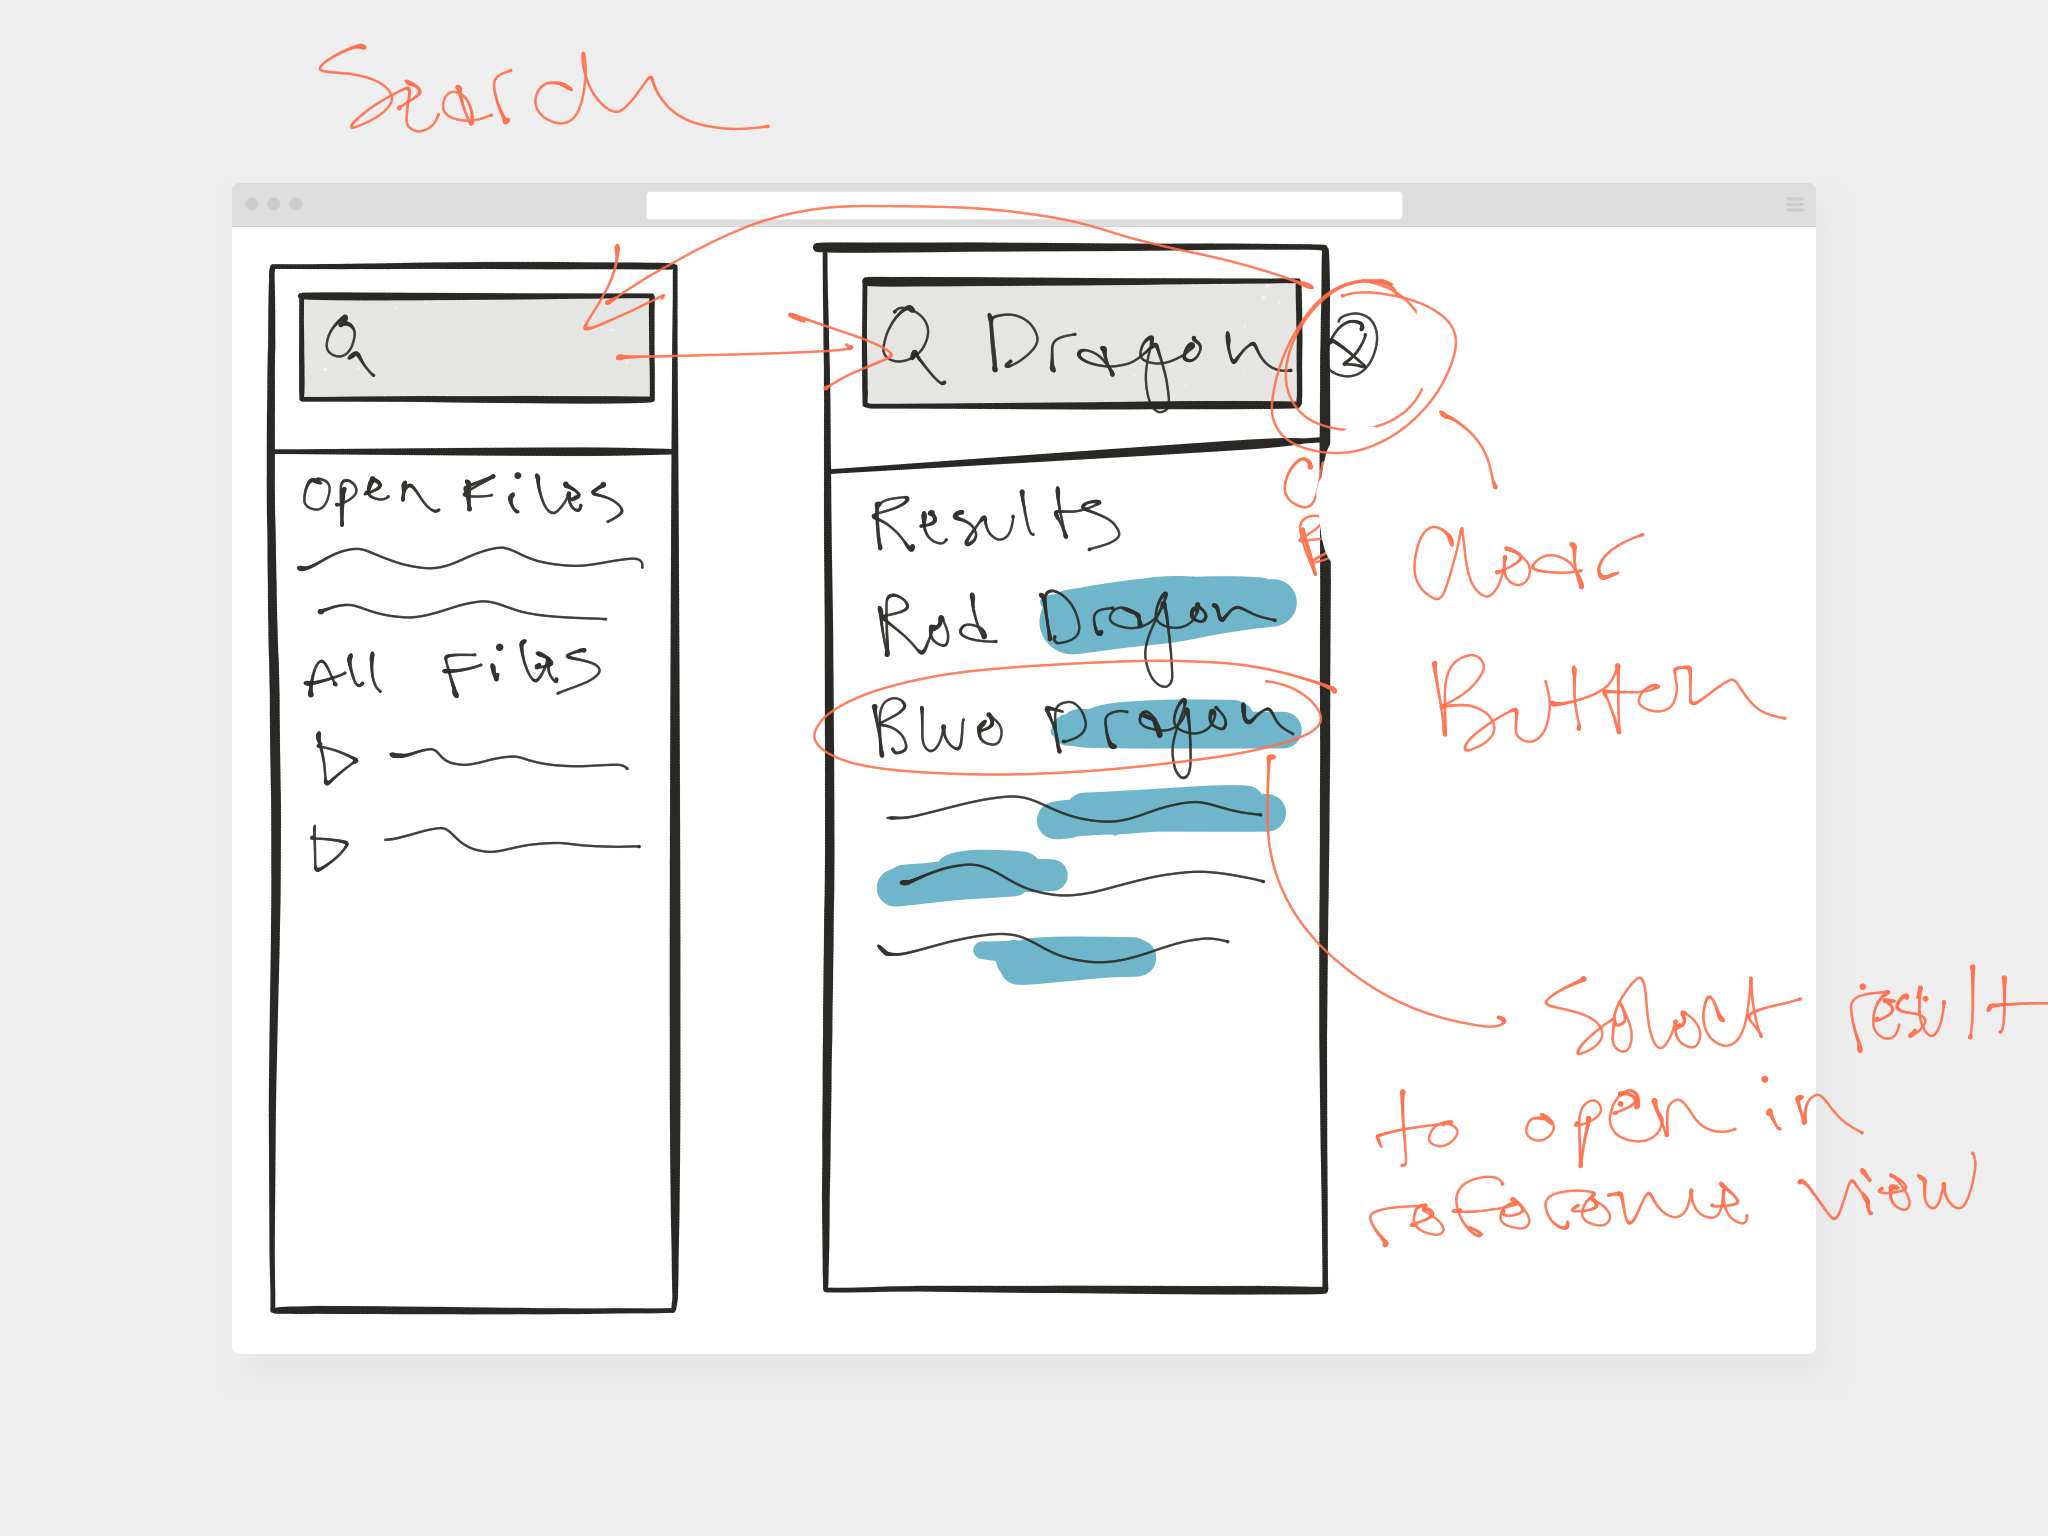 Search
Open Files
All Files
Dragon
Results
Red Dragon
Blue Dragon
Clear
Button
Select result
to open in
reference view